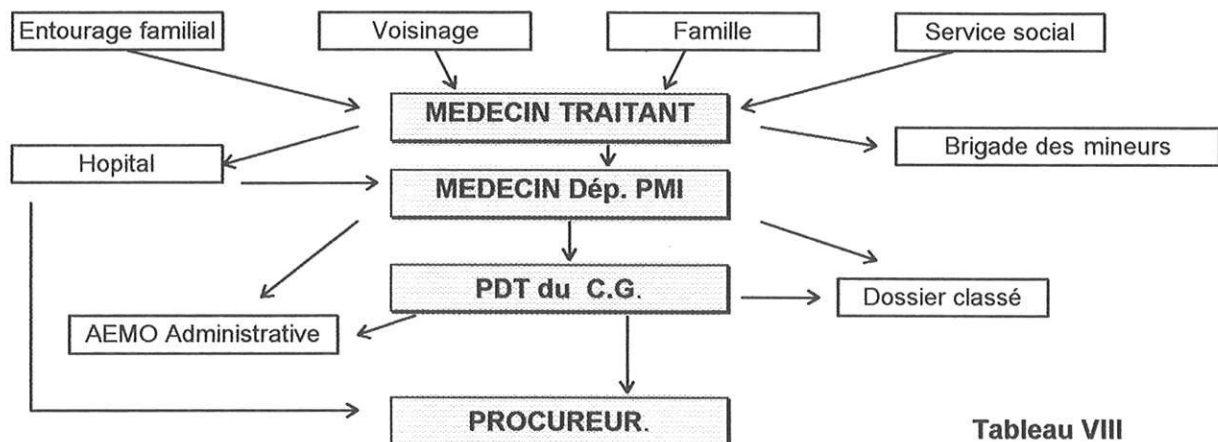 Entourage familial
Voisinage
Famille
Service social
MEDECIN TRAITANT
Hopital
Brigade des mineurs
MEDECIN Dép. PMI
PDT du C.G.
Dossier classé
AEMO Administrative
PROCUREUR.
Tableau VIII